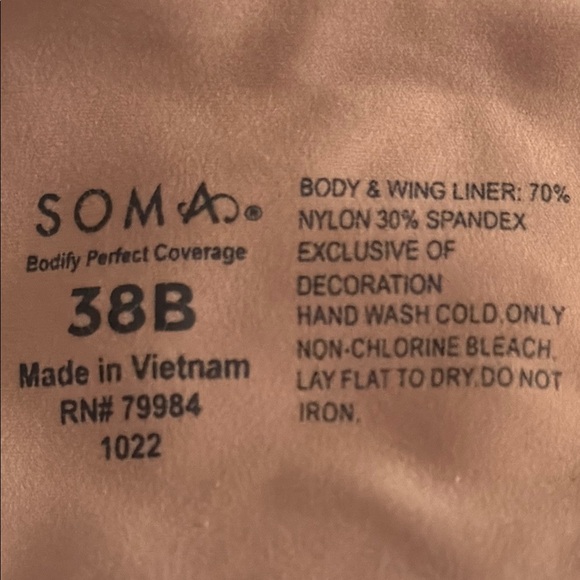 SOMA®
Bodify Perfect Coverage
38B
Made in Vietnam
RN# 79984
1022
BODY & WING LINER: 70%
NYLON 30% SPANDEX
EXCLUSIVE OF
DECORATION
HAND WASH COLD.ONLY
NON-CHLORINE BLEACH.
LAY FLAT TO DRY.DO NOT
IRON.